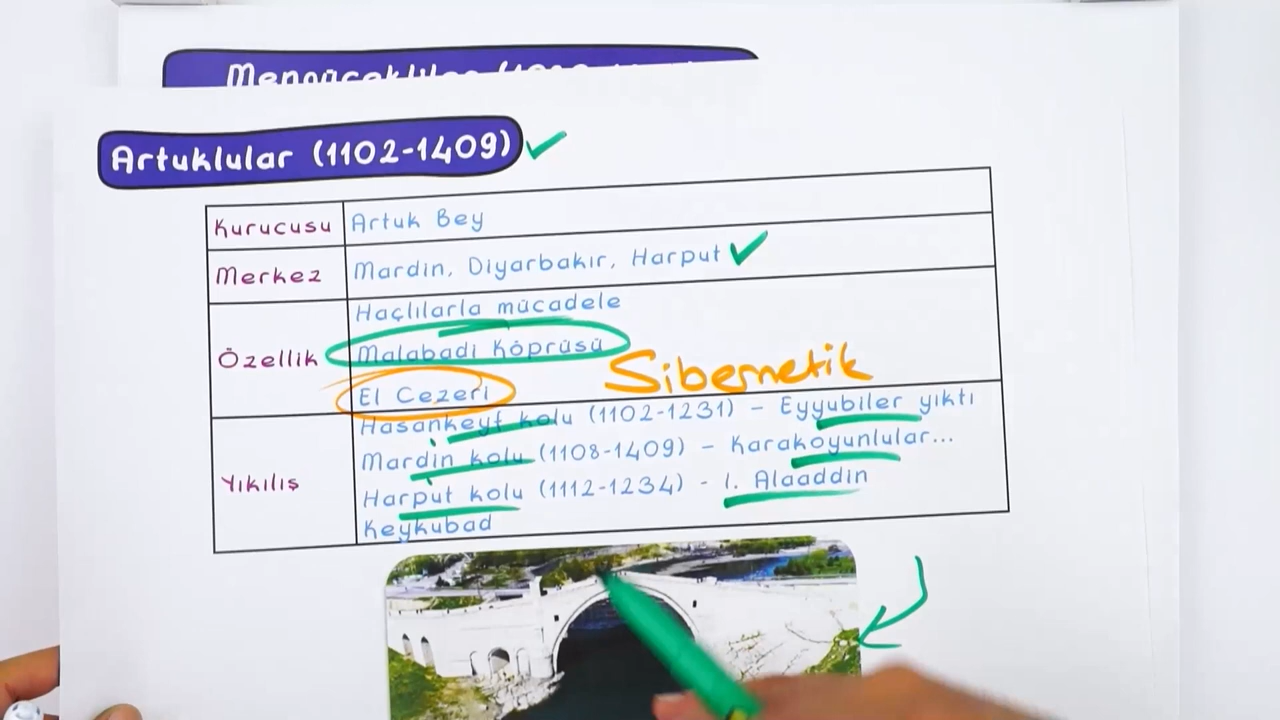 Artuklular (1102-1409)
Kurucusu Artuk Bey
Merkez Mardin, Diyarbakır, Harput
Özellik Haçlılarla mücadele
Malabadi Köprüsü
El Cezeri Sibernetik
Yıkılış Hasankeyf kolu (1102-1231) – Eyyubiler yıktı
Mardin kolu (1108-1409) – Karakoyunlular...
Harput kolu (1112-1234) - I. Alaaddin
Keykubad